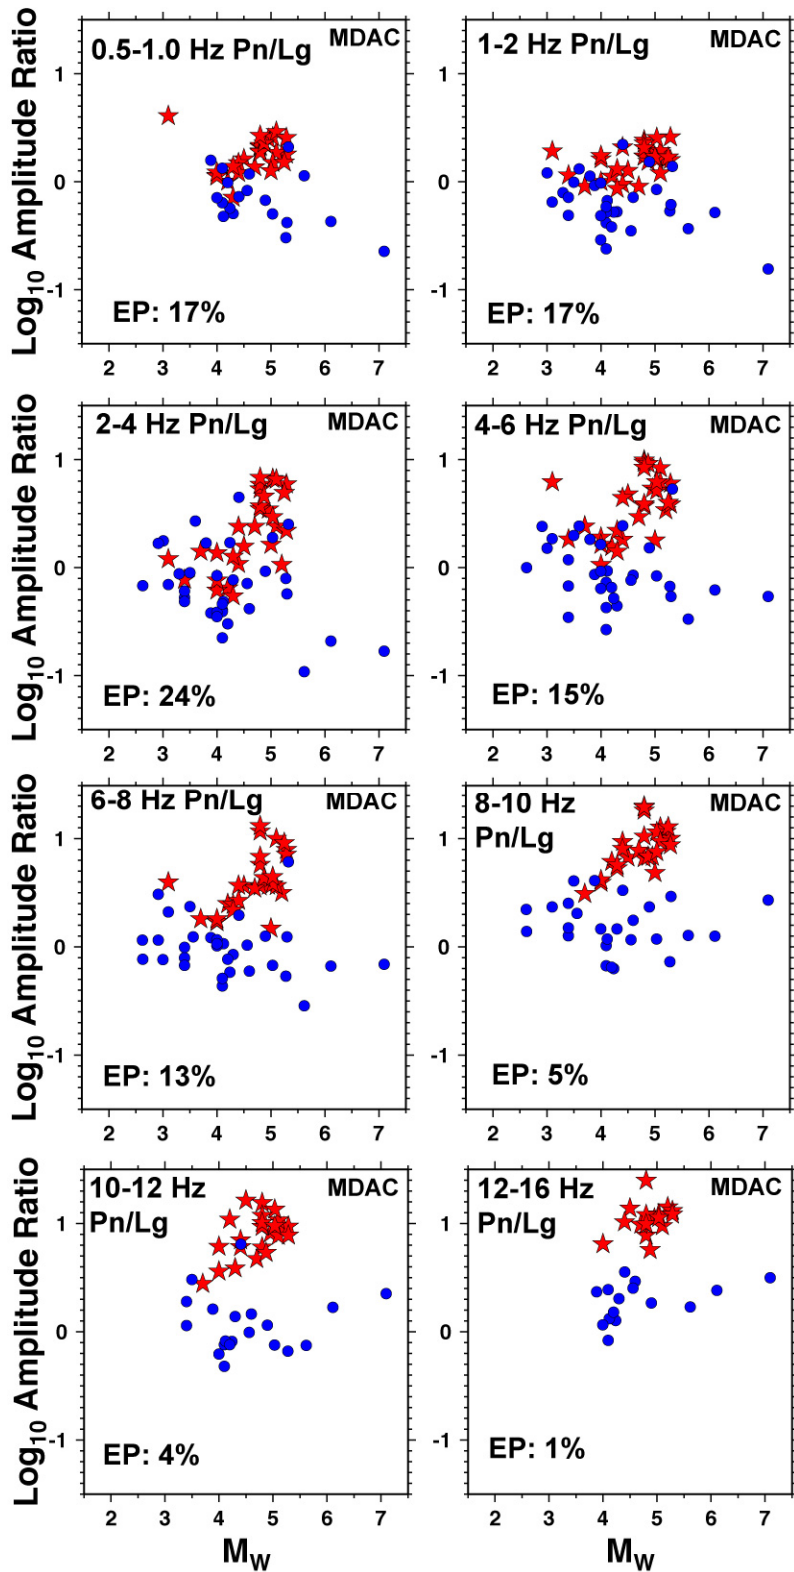 Log10 Amplitude Ratio
0.5-1.0 Hz Pn/Lg
MDAC
1
0
-1
EP: 17%
2 3 4 5 6 7
1-2 Hz Pn/Lg
MDAC
1
0
-1
EP: 17%
2 3 4 5 6 7
Log10 Amplitude Ratio
2-4 Hz Pn/Lg
MDAC
1
0
-1
EP: 24%
2 3 4 5 6 7
4-6 Hz Pn/Lg
MDAC
1
0
-1
EP: 15%
2 3 4 5 6 7
Log10 Amplitude Ratio
6-8 Hz Pn/Lg
MDAC
1
0
-1
EP: 13%
2 3 4 5 6 7
8-10 Hz
Pn/Lg
MDAC
1
0
-1
EP: 5%
2 3 4 5 6 7
Log10 Amplitude Ratio
10-12 Hz
Pn/Lg
MDAC
1
0
-1
EP: 4%
2 3 4 5 6 7
MW
12-16 Hz
Pn/Lg
MDAC
1
0
-1
EP: 1%
2 3 4 5 6 7
MW